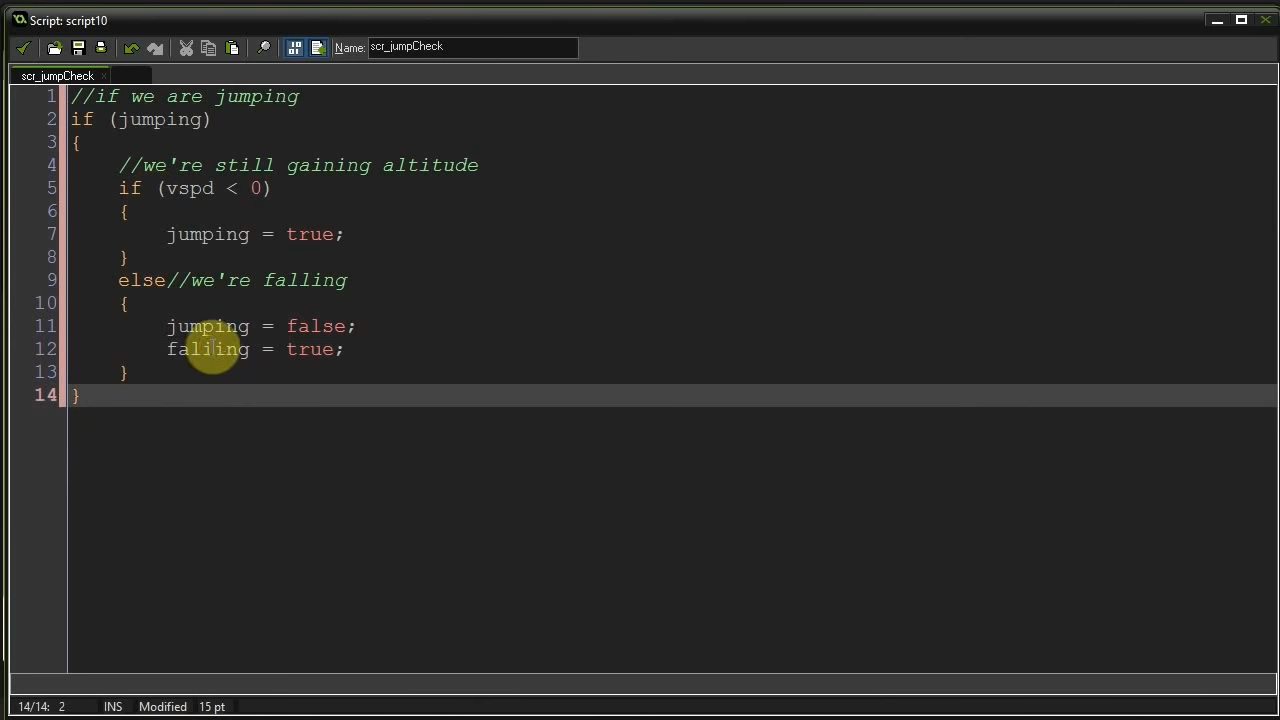 Script: script10
Name: scr_jumpCheck
scr_jumpCheck ×
1 //if we are jumping
2 if (jumping)
3 {
4 //we're still gaining altitude
5 if (vspd < 0)
6 {
7 jumping = true;
8 }
9 else//we're falling
10 {
11 jumping = false;
12 falling = true;
13 }
14 }
14/14: 2 INS Modified 15 pt